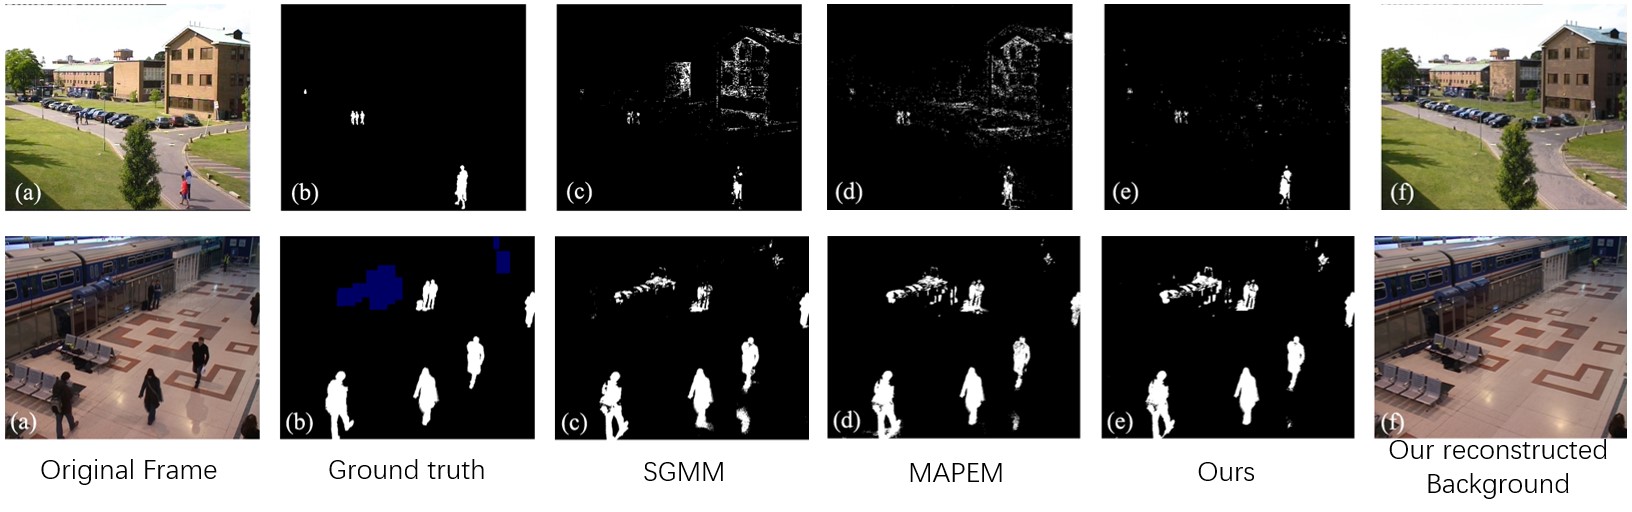 (a) (b) (c) (d) (e) (f)
(a) (b) (c) (d) (e) (f)
Original Frame Ground truth SGMM MAPEM Ours Our reconstructed
Background